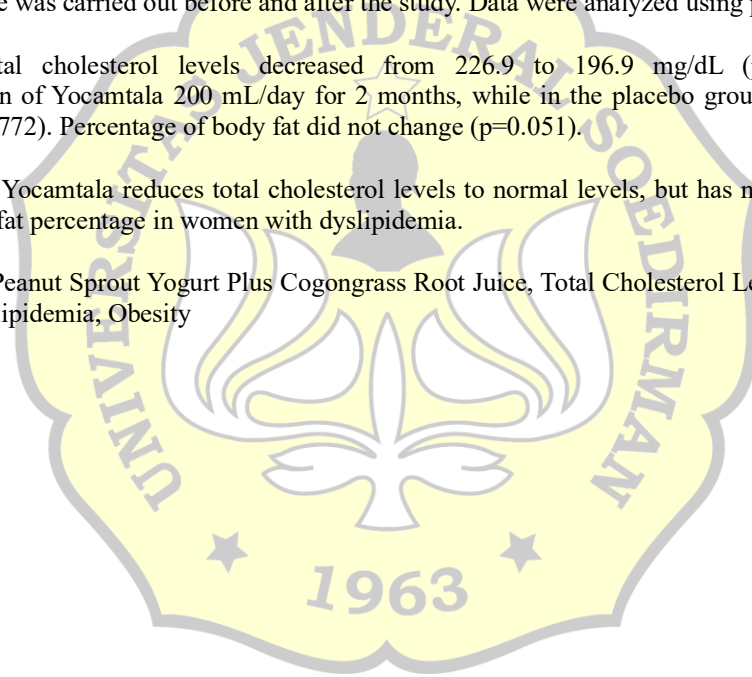 e was carried out before and after the study. Data were analyzed using p
tal cholesterol levels decreased from 226.9 to 196.9 mg/dL (p
n of Yocamtala 200 mL/day for 2 months, while in the placebo grou
772). Percentage of body fat did not change (p=0.051).
Yocamtala reduces total cholesterol levels to normal levels, but has n
fat percentage in women with dyslipidemia.
Peanut Sprout Yogurt Plus Cogongrass Root Juice, Total Cholesterol Le
ipidemia, Obesity
UNIVERSITAS JENDERAL SOEDIRMAN
1963